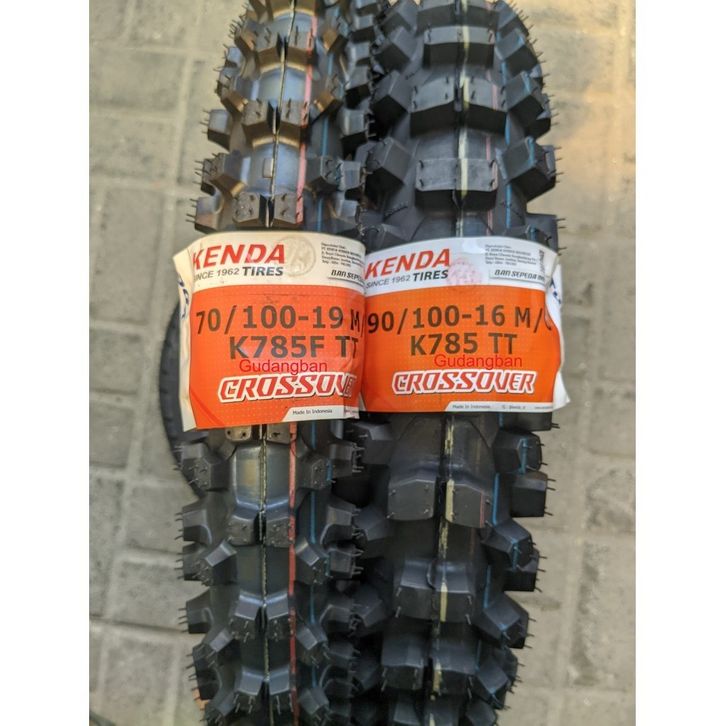 KENDA
SINCE 1962 TIRES
70/100-19 M/
K785F TT
Gudangban
CROSSOVER
Made In Indonesia
KENDA
SINCE 1962 TIRES
BAN SEPEDA
90/100-16 M/C
K785 TT
Gudangban
CROSSOVER
Made In Indonesia